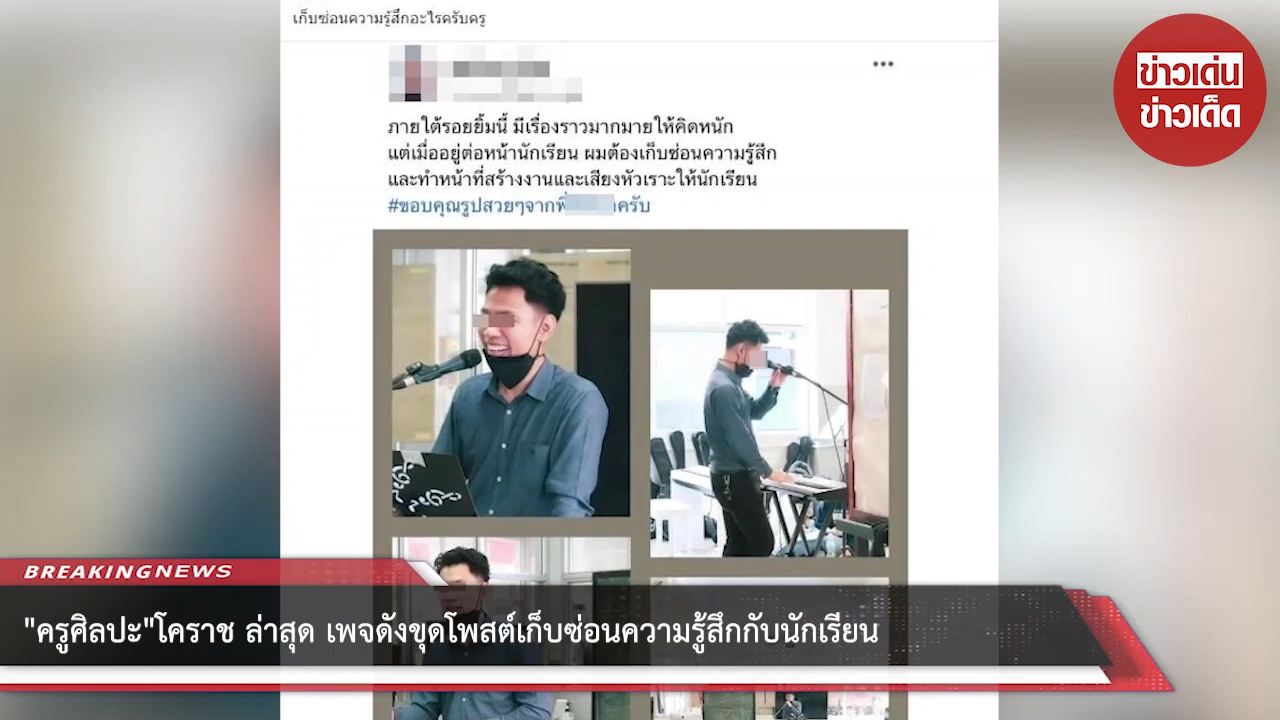 เก็บซ่อนความรู้สึกอะไรครับครู
ข่าวเด่น
ข่าวเด็ด
ภายใต้รอยยิ้มนี้ มีเรื่องราวมากมายให้คิดหนัก
แต่เมื่ออยู่ต่อหน้านักเรียน ผมต้องเก็บซ่อนความรู้สึก
และทำหน้าที่สร้างงานและเสียงหัวเราะให้นักเรียน
#ขอบคุณรูปสวยๆจากพี่ ครับ
BREAKINGNEWS
"ครูศิลปะ"โคราช ล่าสุด เพจดังขุดโพสต์เก็บซ่อนความรู้สึกกับนักเรียน